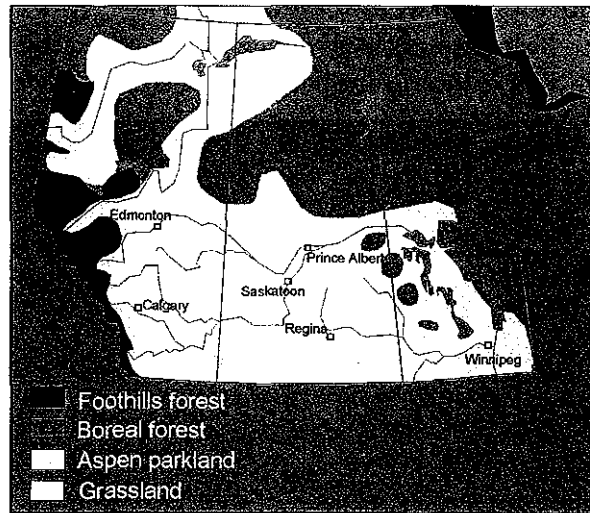 Edmonton
Prince Albert
Saskatoon
Calgary
Regina
Winnipeg
Foothills forest
Boreal forest
Aspen parkland
Grassland